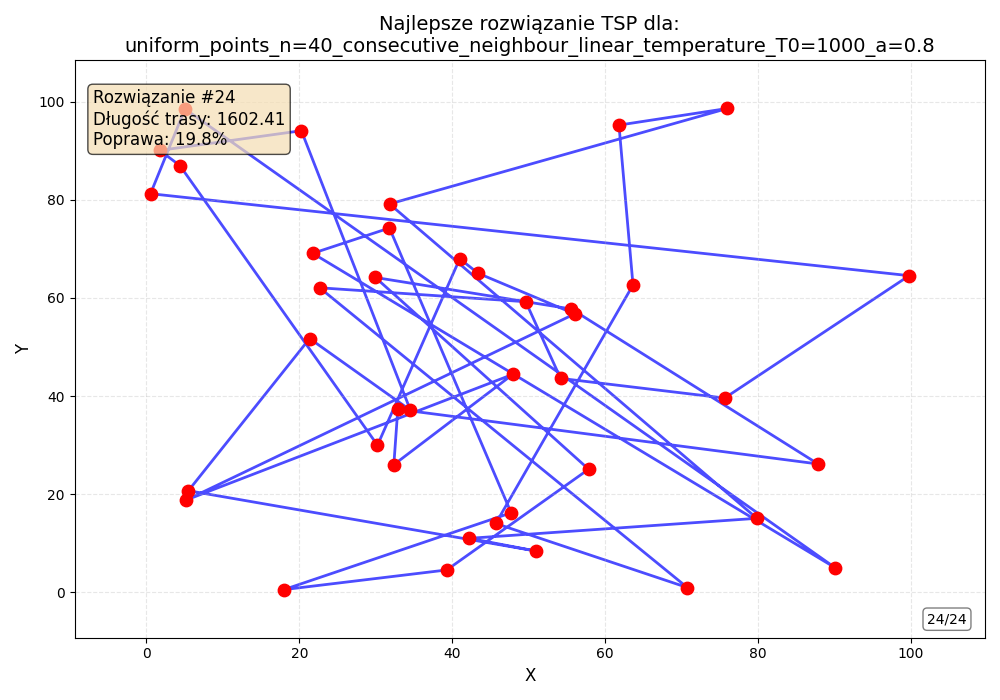 Najlepsze rozwiązanie TSP dla:
uniform_points_n=40_consecutive_neighbour_linear_temperature_T0=1000_a=0.8
Rozwiązanie #24
Długość trasy: 1602.41
Poprawa: 19.8%
100
80
60
40
20
0
Y
24/24
0 20 40 60 80 100
X